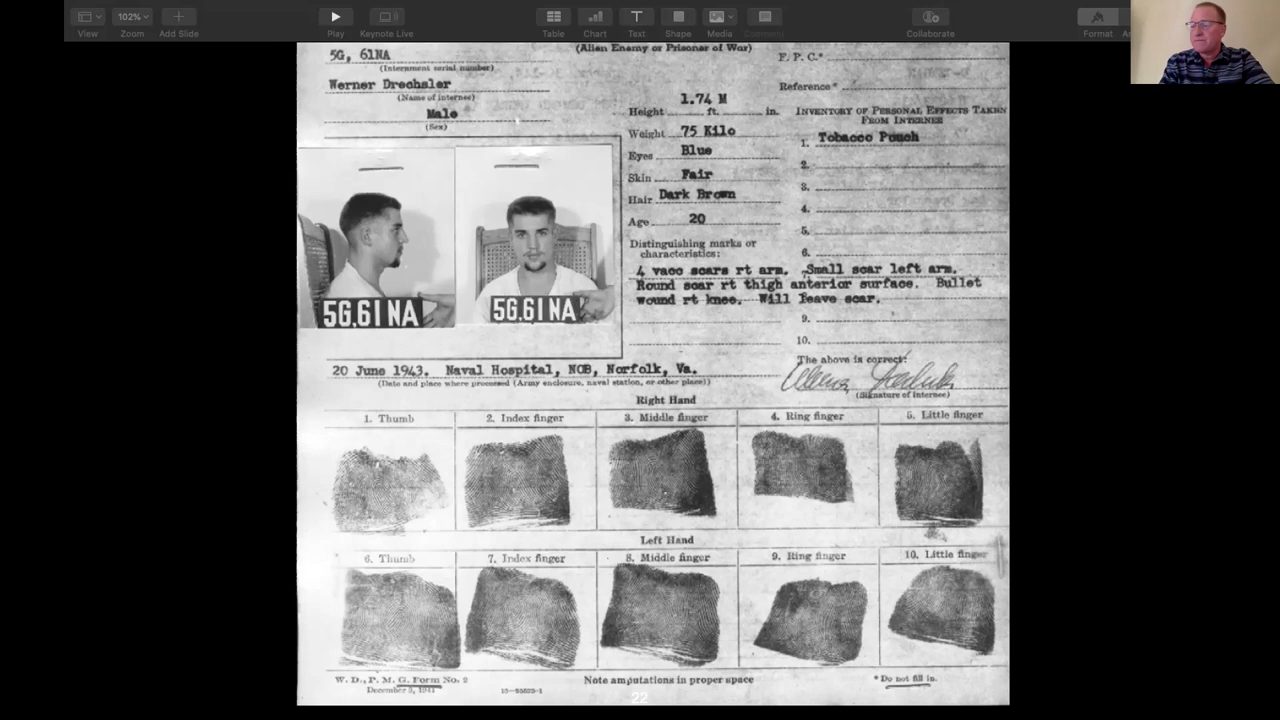 102%
View
Zoom
Add Slide
Play
Keynote Live
Table
Chart
Text
Shape
Media
Comment
Collaborate
Format
(Alien Enemy or Prisoner of War)
5G, 61NA
(Internment serial number)
F. P. C.*
Werner Drechsler
(Name of internee)
Reference*
Male
(Sex)
Height 1.74 M ft. in.
Weight 75 Kilo
Eyes Blue
Skin Fair
Hair Dark Brown
Age 20
INVENTORY OF PERSONAL EFFECTS TAKEN
FROM INTERNEE
1. Tobacco Pouch
2.
3.
4.
5.
6.
Distinguishing marks or
characteristics:
4 vacc scars rt arm. Small scar left arm.
Round scar rt thigh anterior surface. Bullet
wound rt knee. Will leave scar.
9.
10.
5G.61NA
5G.61NA
The above is correct:
(Signature of internee)
20 June 1943. Naval Hospital, NOB, Norfolk, Va.
(Date and place where processed (Army enclosure, naval station, or other place))
Right Hand
1. Thumb
2. Index finger
3. Middle finger
4. Ring finger
5. Little finger
Left Hand
6. Thumb
7. Index finger
8. Middle finger
9. Ring finger
10. Little finger
W. D., P. M. G. Form No. 2
December 3, 1941
Note amputations in proper space
*Do not fill in.
22